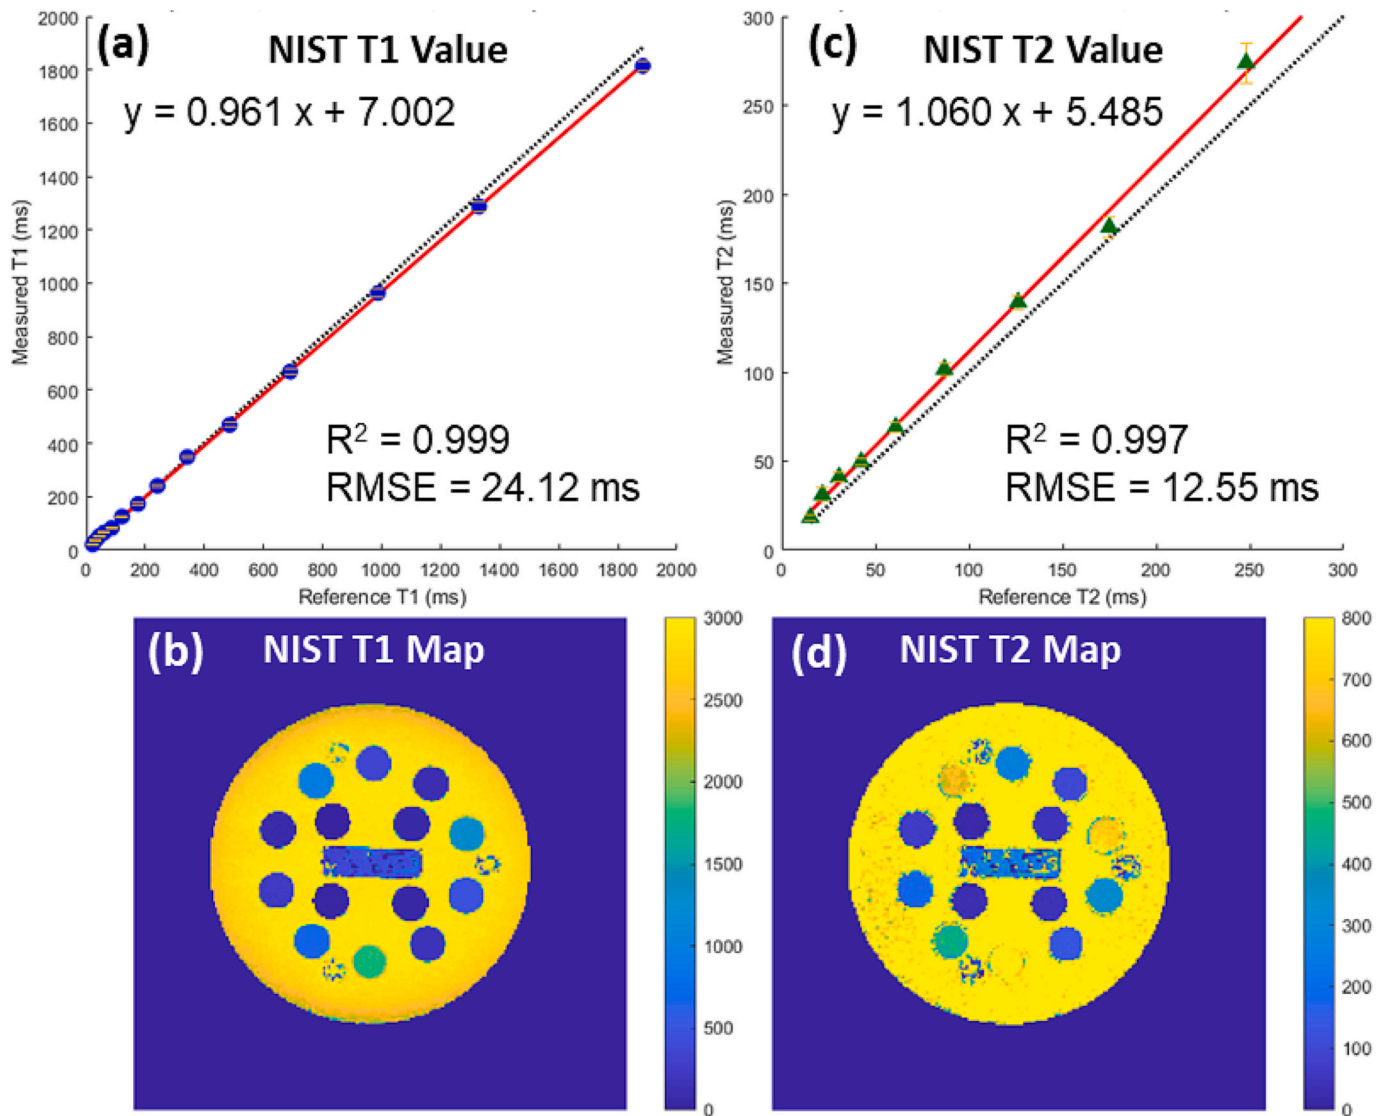 (a)
NIST T1 Value
y = 0.961 x + 7.002
R² = 0.999
RMSE = 24.12 ms
Measured T1 (ms)
2000
1800
1600
1400
1200
1000
800
600
400
200
0
0 200 400 600 800 1000 1200 1400 1600 1800 2000
Reference T1 (ms)
(c)
NIST T2 Value
y = 1.060 x + 5.485
R² = 0.997
RMSE = 12.55 ms
Measured T2 (ms)
300
250
200
150
100
50
0
0 50 100 150 200 250 300
Reference T2 (ms)
(b)
NIST T1 Map
3000
2500
2000
1500
1000
500
0
(d)
NIST T2 Map
800
700
600
500
400
300
200
100
0